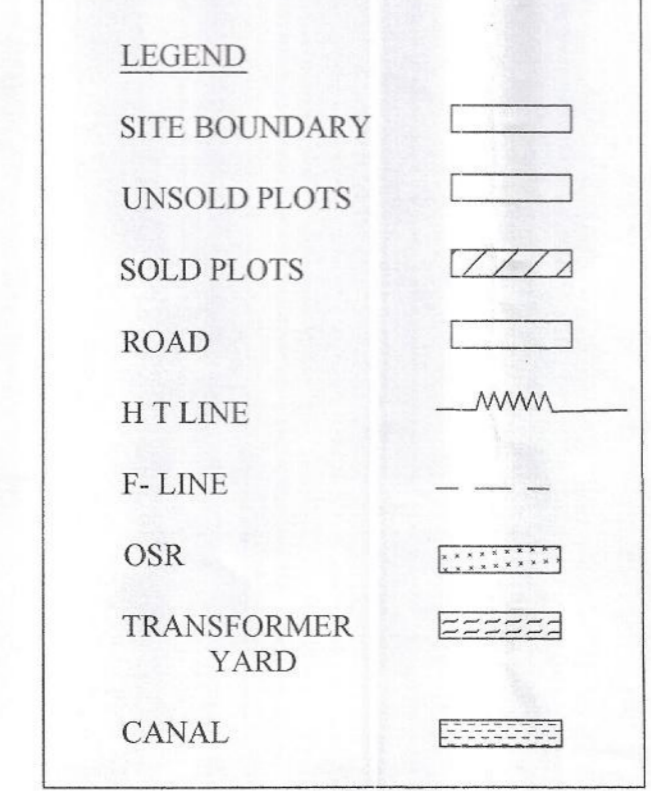 LEGEND
SITE BOUNDARY
UNSOLD PLOTS
SOLD PLOTS
ROAD
H T LINE
F- LINE
OSR
TRANSFORMER
YARD
CANAL